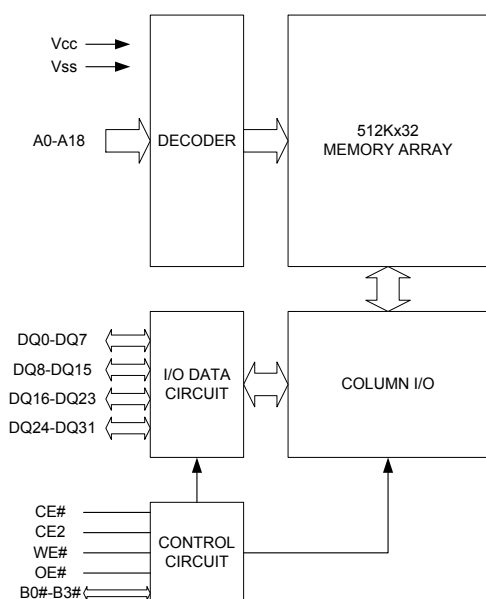 Vcc
Vss
A0-A18
DECODER
512Kx32
MEMORY ARRAY
DQ0-DQ7
DQ8-DQ15
DQ16-DQ23
DQ24-DQ31
I/O DATA
CIRCUIT
COLUMN I/O
CE#
CE2
WE#
OE#
B0#-B3#
CONTROL
CIRCUIT